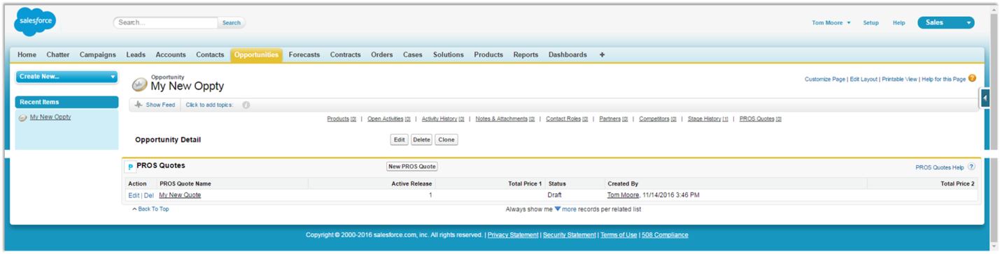 salesforce
Search...
Search
Tom Moore
Setup
Help
Sales
Home Chatter Campaigns Leads Accounts Contacts Opportunities Forecasts Contracts Orders Cases Solutions Products Reports Dashboards +
Create New...
Recent Items
My New Oppty
Opportunity
My New Oppty
Customize Page | Edit Layout | Printable View | Help for this Page ?
Show Feed Click to add topics: i
Products [0] | Open Activities [0] | Activity History [0] | Notes & Attachments [0] | Contact Roles [0] | Partners [0] | Competitors [0] | Stage History [1] | PROS Quotes [0]
Opportunity Detail
Edit Delete Clone
P PROS Quotes
New PROS Quote
PROS Quotes Help ?
Action PROS Quote Name Active Release Total Price 1 Status Created By Total Price 2
Edit | Del My New Quote 1 Draft Tom Moore, 11/14/2016 3:46 PM
Back To Top
Always show me more records per related list
Copyright © 2000-2016 salesforce.com, inc. All rights reserved. | Privacy Statement | Security Statement | Terms of Use | 508 Compliance